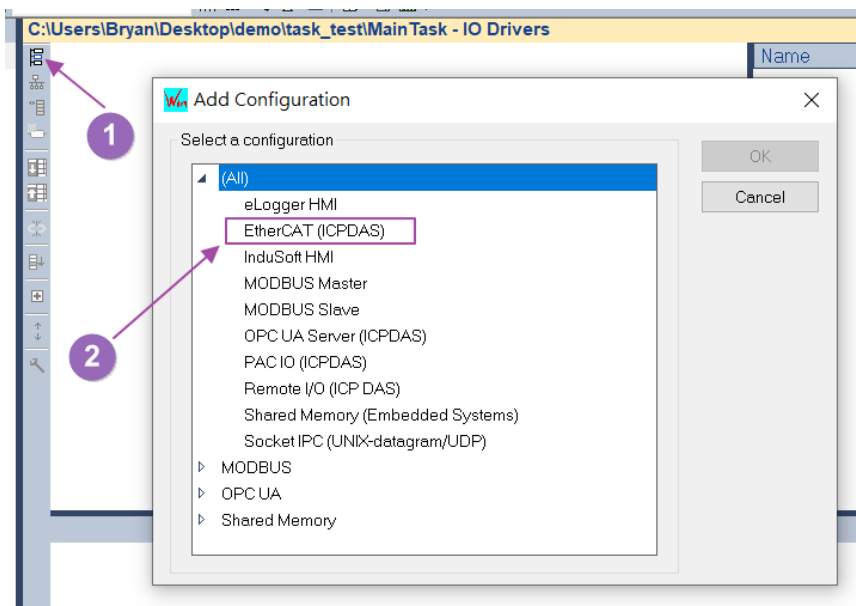 C:\Users\Bryan\Desktop\demo\task_test\MainTask - IO Drivers
Name
1
Win Add Configuration
Select a configuration
OK
Cancel
(All)
eLogger HMI
EtherCAT (ICPDAS)
InduSoft HMI
MODBUS Master
MODBUS Slave
OPC UA Server (ICPDAS)
2
PAC IO (ICPDAS)
Remote I/O (ICP DAS)
Shared Memory (Embedded Systems)
Socket IPC (UNIX-datagram/UDP)
MODBUS
OPC UA
Shared Memory